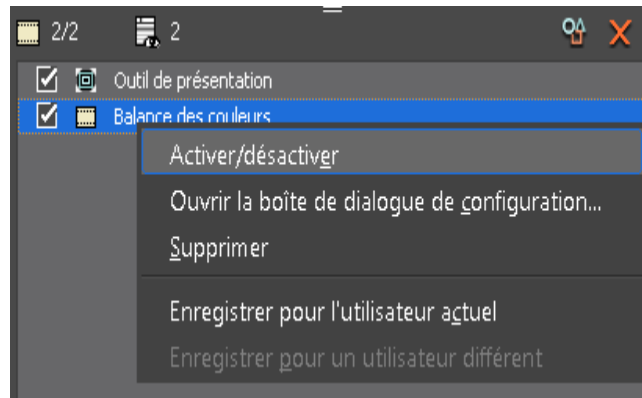 2/2 2
Outil de présentation
Balance des couleurs
Activer/désactiver
Ouvrir la boîte de dialogue de configuration...
Supprimer
Enregistrer pour l'utilisateur actuel
Enregistrer pour un utilisateur différent